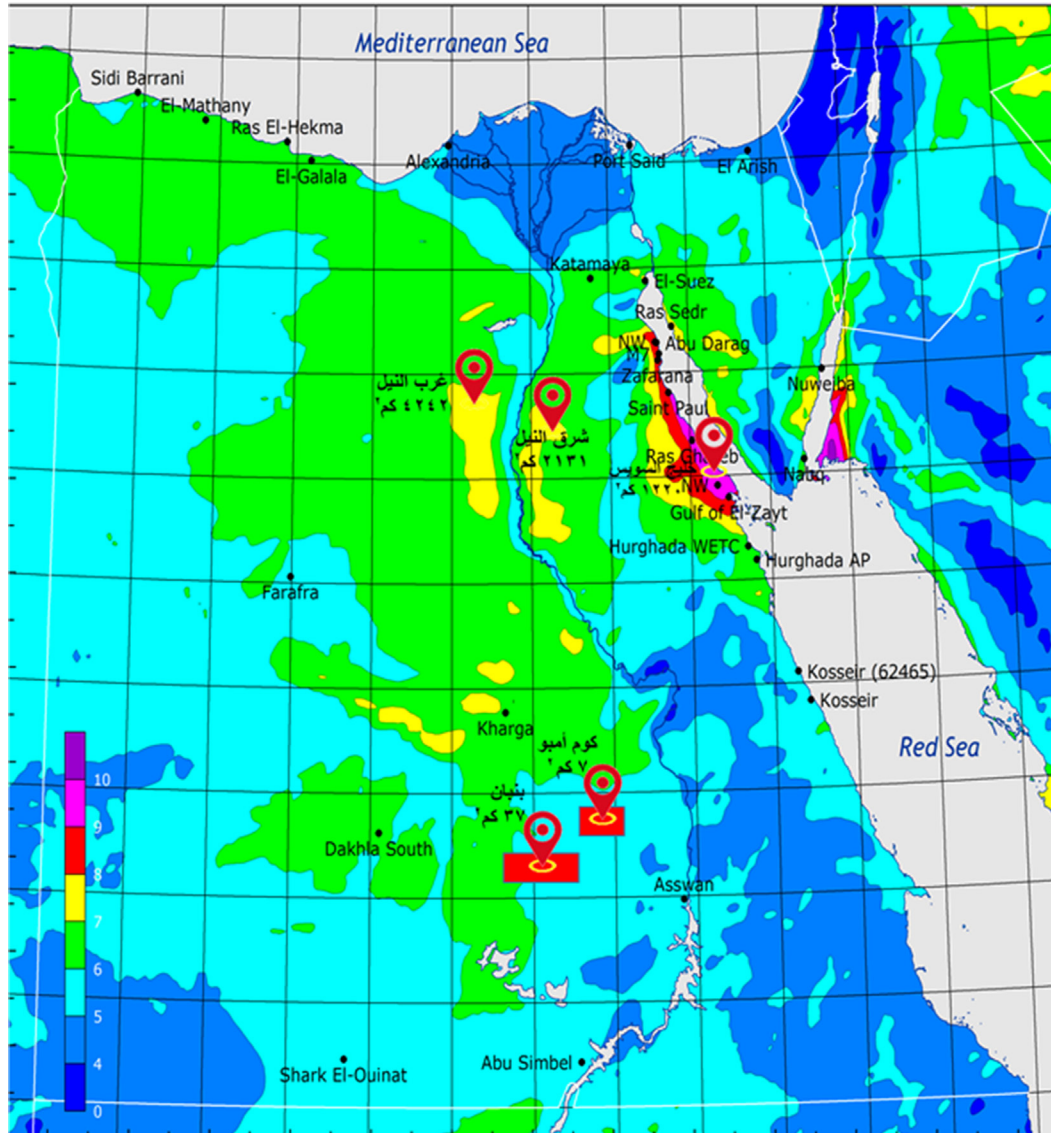 Mediterranean Sea
Sidi Barrani
El-Mathany
Ras El-Hekma
El-Galala
Alexandria
Port Said
El Arish
Katamaya
El-Suez
Ras Sedr
NW
Abu Darag
M7
Zafarana
Saint Paul
Nuweiba
غرب النيل
٤٢٤٢ كم٢
شرق النيل
٢١٣١ كم٢
Ras Ghareb
خليج السويس
١٢٢٠ كم٢
NW
Nabq
Gulf of El-Zayt
Hurghada WETC
Hurghada AP
Farafra
Kosseir (62465)
Kosseir
Kharga
Red Sea
كوم أمبو
٧ كم٢
بنبان
٣٧ كم٢
Dakhla South
Asswan
Shark El-Ouinat
Abu Simbel
10
9
8
7
6
5
4
0